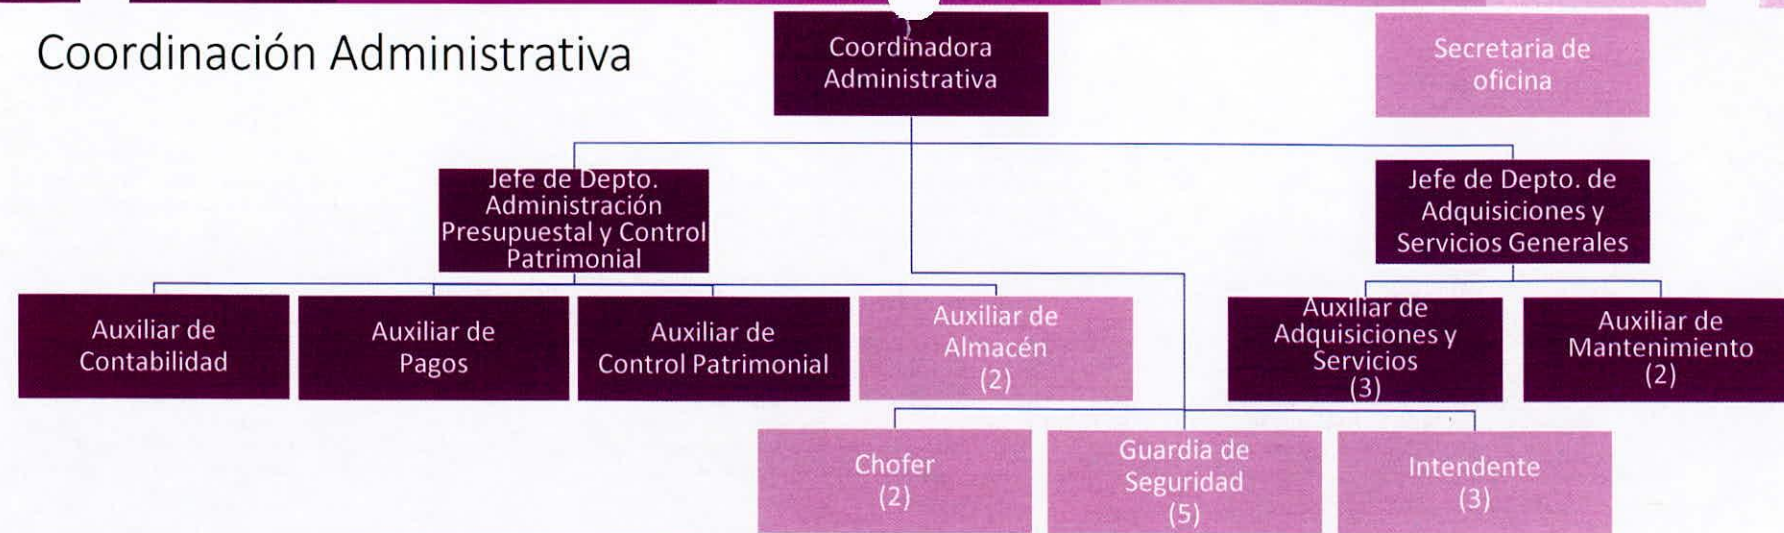 Coordinación Administrativa
Coordinadora
Administrativa
Secretaria de
oficina
Jefe de Depto.
Administración
Presupuestal y Control
Patrimonial
Jefe de Depto. de
Adquisiciones y
Servicios Generales
Auxiliar de
Contabilidad
Auxiliar de
Pagos
Auxiliar de
Control Patrimonial
Auxiliar de
Almacén
(2)
Auxiliar de
Adquisiciones y
Servicios
(3)
Auxiliar de
Mantenimiento
(2)
Chofer
(2)
Guardia de
Seguridad
(5)
Intendente
(3)